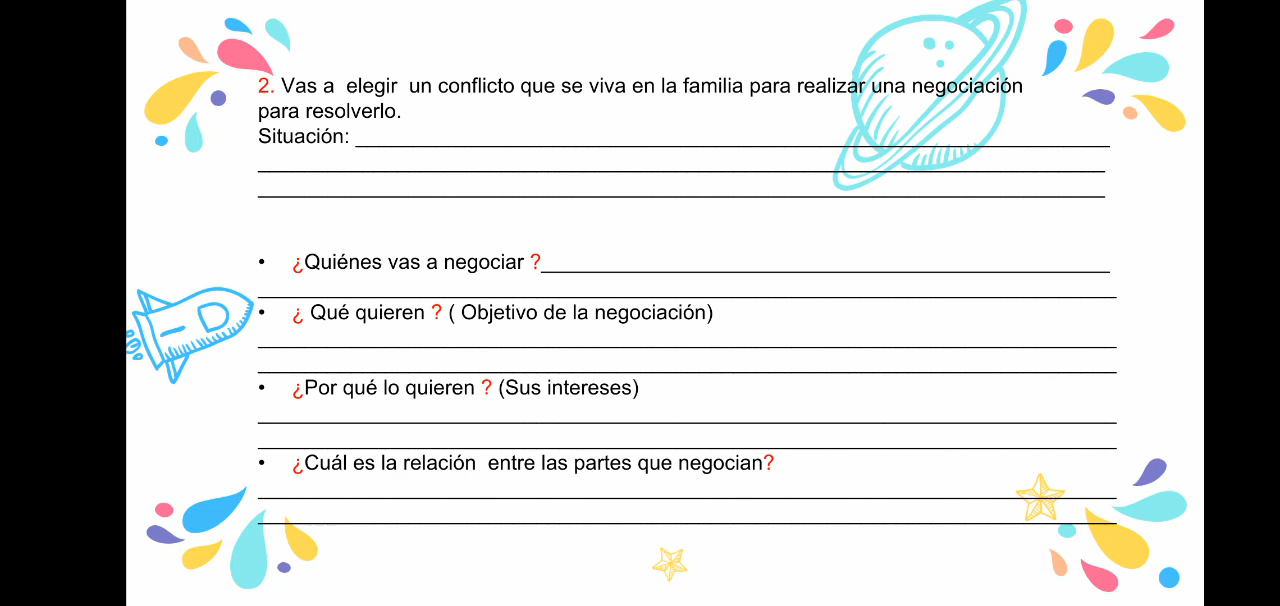 2. Vas a elegir un conflicto que se viva en la familia para realizar una negociación
para resolverlo.
Situación: ______________________________
• ¿Quiénes vas a negociar ?______________________________
• ¿ Qué quieren ? ( Objetivo de la negociación)
• ¿Por qué lo quieren ? (Sus intereses)
• ¿Cuál es la relación entre las partes que negocian?